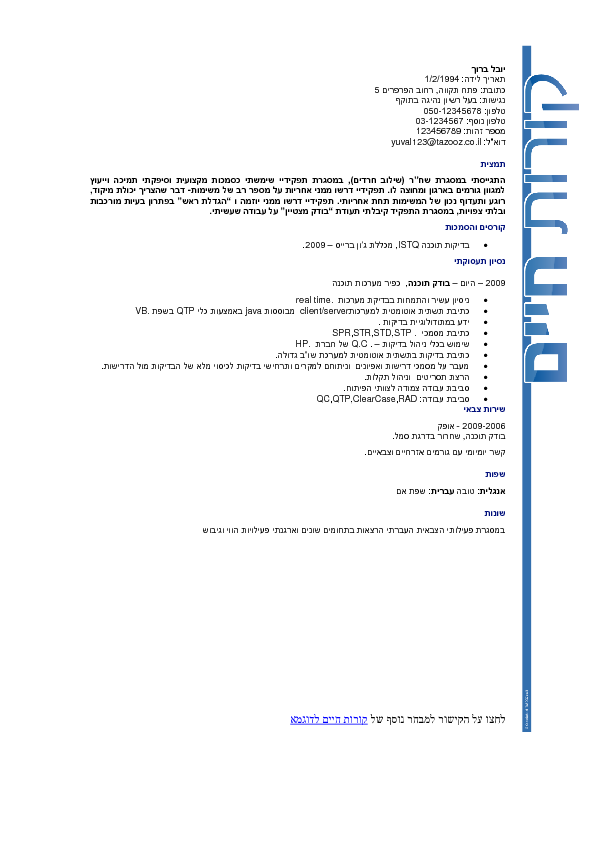 קורות חיים
יובל ברוך
תאריך לידה: 1/2/1994
כתובת: פתח תקווה, רחוב הפרפרים 5
נגישות: בעל רשיון נהיגה בתוקף
טלפון: 050-12345678
טלפון נוסף: 03-1234567
מספר זהות: 123456789
דוא"ל: yuval123@tazooz.co.il
תמצית
התגייסתי במסגרת שח"ר (שילוב חרדים), במסגרת תפקידיי שימשתי כסמכות מקצועית וסיפקתי תמיכה וייעוץ
למגוון גורמים בארגון ומחוצה לו. תפקידיי דרשו ממני אחריות על מספר רב של משימות- דבר שהצריך יכולת מיקוד,
רוגע ותעדוף נכון של המשימות תחת אחריותי. תפקידיי דרשו ממני יוזמה ו "הגדלת ראש" בפתרון בעיות מורכבות
ובלתי צפויות, במסגרת התפקיד קיבלתי תעודת "בודק מצטיין" על עבודה שעשיתי.
קורסים והסמכות
• בדיקות תוכנה ISTQ, מכללת ג'ון ברייס – 2009.
נסיון תעסוקתי
2009 – היום – בודק תוכנה, כפיר מערכות תוכנה
• ניסיון עשיר והתמחות בבדיקת מערכות real time.
• כתיבת תשתית אוטומטית למערכותclient/server מבוססות java באמצעות כלי QTP בשפת VB.
• ידע במתודולוגיית בדיקות .
• כתיבת מסמכי . SPR,STR,STD,STP
• שימוש בכלי ניהול בדיקות – . Q.C של חברת HP.
• כתיבת בדיקות בתשתית אוטומטית למערכת שו"ב גדולה.
• מעבר על מסמכי דרישות ואפיונים וניתוחם למקרים ותרחישי בדיקות לכיסוי מלא של הבדיקות מול הדרישות.
• הרצת תסריטים וניהול תקלות.
• סביבת עבודה צמודה לצוותי הפיתוח.
• סביבת עבודה: QC,QTP,ClearCase,RAD
שירות צבאי
2009-2006 - אופק
בודק תוכנה, שחרור בדרגת סמל.
קשר יומיומי עם גורמים אזרחיים וצבאיים.
שפות
אנגלית: טובה עברית: שפת אם
שונות
במסגרת פעילותי הצבאית העברתי הרצאות בתחומים שונים וארגנתי פעילויות הווי וגיבוש
לחצו על הקישור למבחר נוסף של קורות חיים לדוגמא